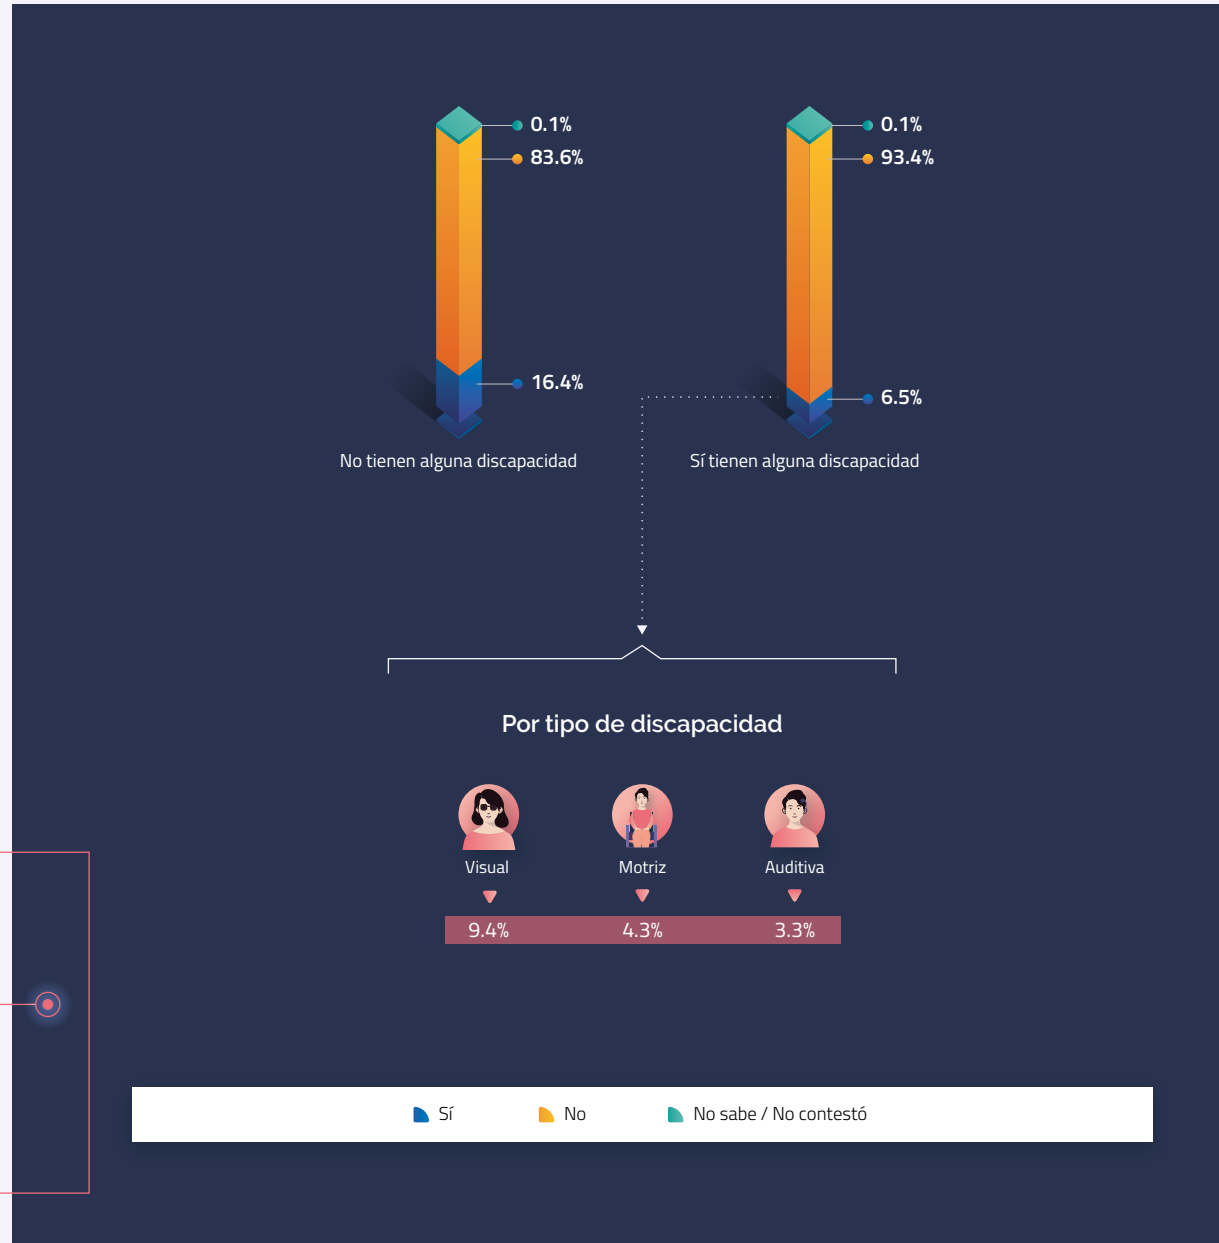 0.1%
83.6%
16.4%
No tienen alguna discapacidad
0.1%
93.4%
6.5%
Sí tienen alguna discapacidad
Por tipo de discapacidad
Visual
Motriz
Auditiva
9.4%
4.3%
3.3%
Sí
No
No sabe / No contestó